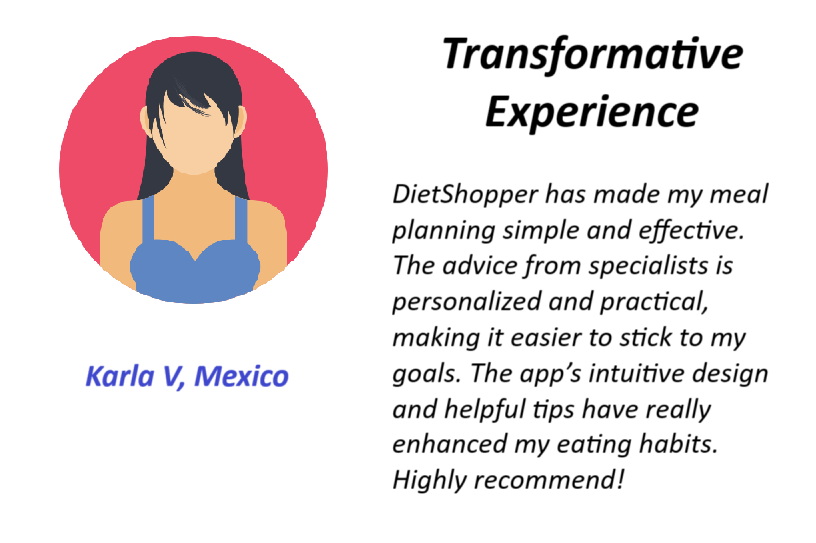 Transformative
Experience
DietShopper has made my meal
planning simple and effective.
The advice from specialists is
personalized and practical,
making it easier to stick to my
goals. The app’s intuitive design
and helpful tips have really
enhanced my eating habits.
Highly recommend!
Karla V, Mexico